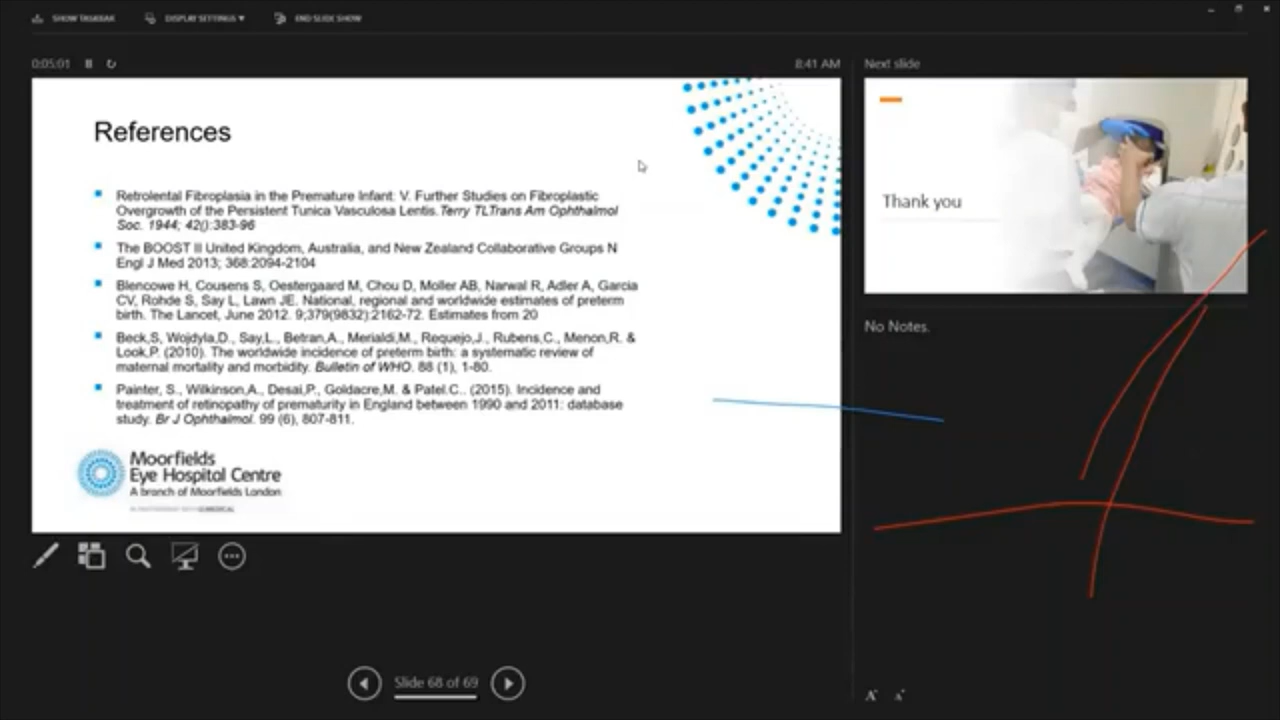 SHOW TASKBAR DISPLAY SETTINGS ▼ END SLIDE SHOW
0:05:01 8:41 AM
References
Retrolental Fibroplasia in the Premature Infant: V. Further Studies on Fibroplastic
Overgrowth of the Persistent Tunica Vasculosa Lentis. Terry TLTrans Am Ophthalmol
Soc. 1944; 42():383-96
The BOOST II United Kingdom, Australia, and New Zealand Collaborative Groups N
Engl J Med 2013; 368:2094-2104
Blencowe H, Cousens S, Oestergaard M, Chou D, Moller AB, Narwal R, Adler A, Garcia
CV, Rohde S, Say L, Lawn JE. National, regional and worldwide estimates of preterm
birth. The Lancet, June 2012. 9;379(9832):2162-72. Estimates from 20
Beck,S, Wojdyla,D., Say,L., Betran,A., Merialdi,M., Requejo,J., Rubens,C., Menon,R. &
Look,P. (2010). The worldwide incidence of preterm birth: a systematic review of
maternal mortality and morbidity. Bulletin of WHO. 88 (1), 1-80.
Painter, S., Wilkinson,A., Desai,P., Goldacre,M. & Patel.C.. (2015). Incidence and
treatment of retinopathy of prematurity in England between 1990 and 2011: database
study. Br J Ophthalmol. 99 (6), 807-811.
Moorfields
Eye Hospital Centre
A branch of Moorfields London
Slide 68 of 69
Next slide
Thank you
No Notes.
A A